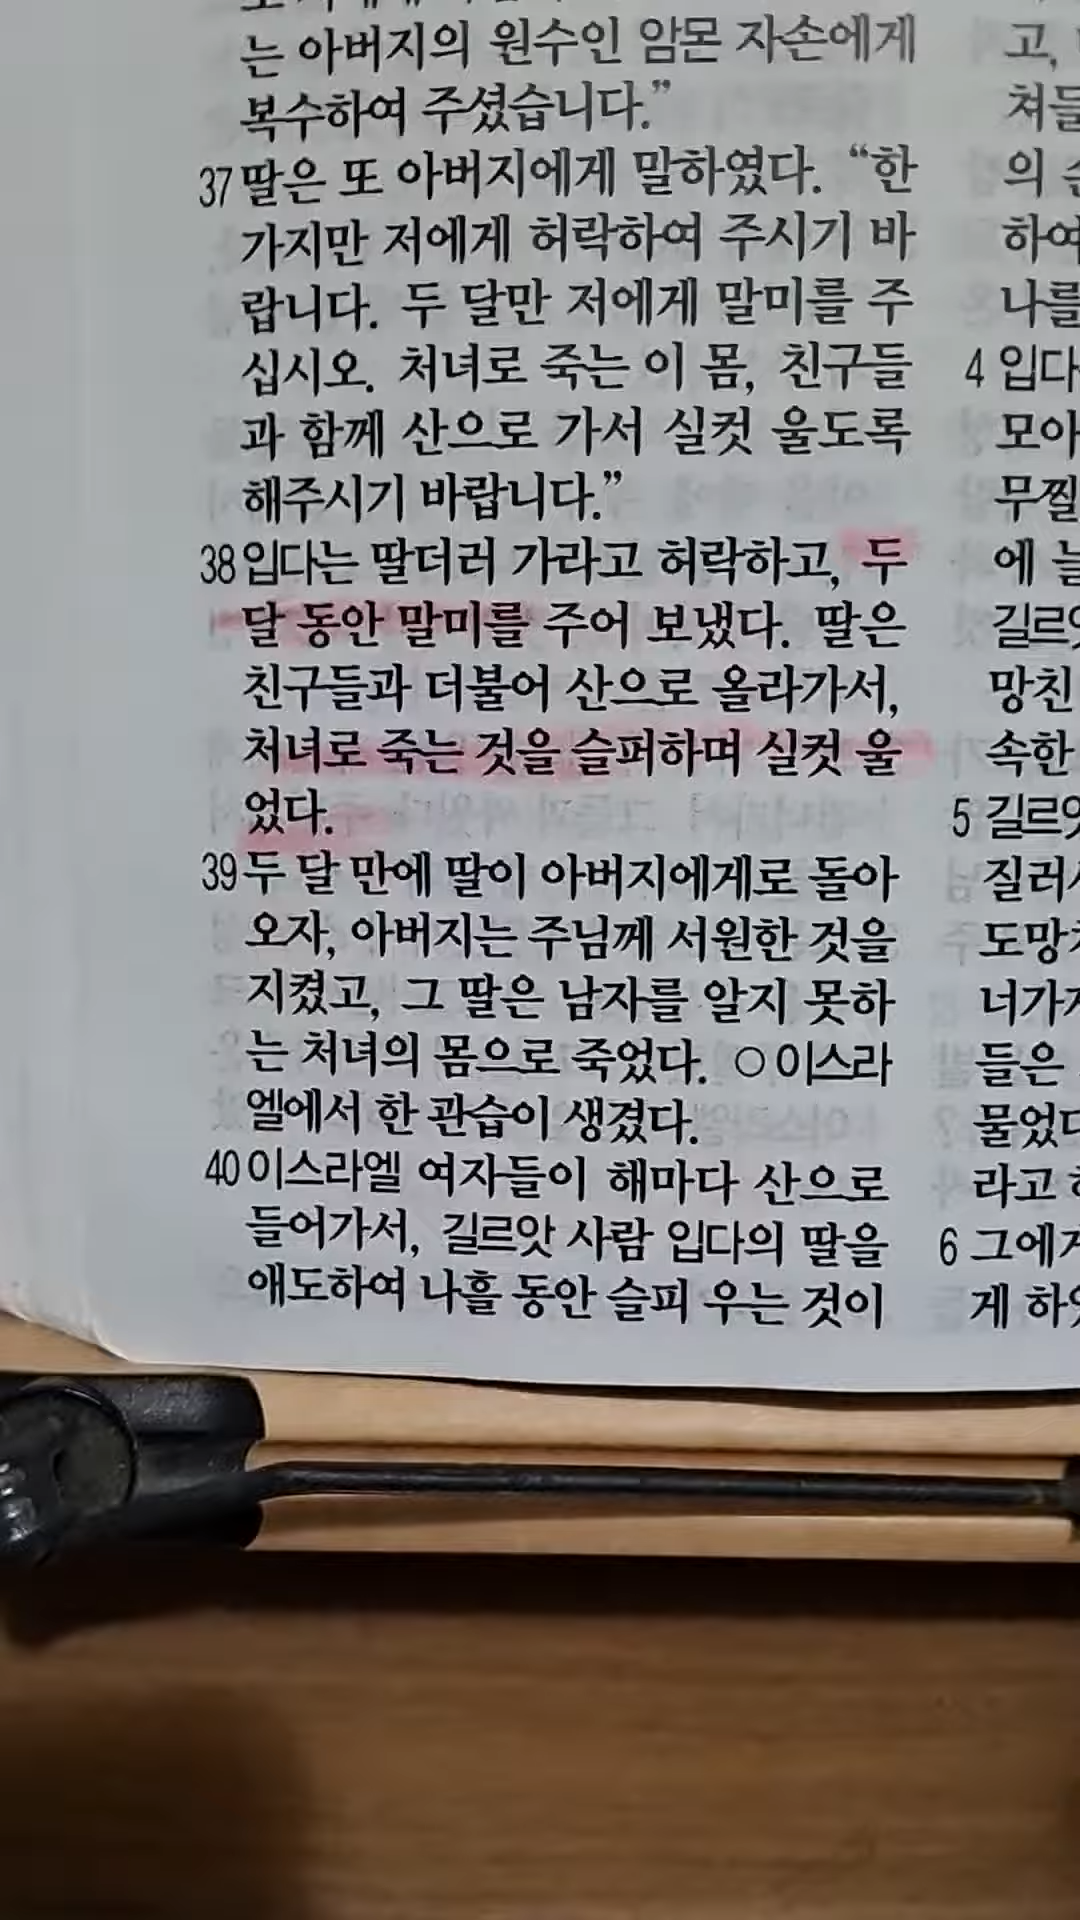 는 아버지의 원수인 암몬 자손에게
복수하여 주셨습니다.”
37 딸은 또 아버지에게 말하였다. “한
가지만 저에게 허락하여 주시기 바
랍니다. 두 달만 저에게 말미를 주
십시오. 처녀로 죽는 이 몸, 친구들
과 함께 산으로 가서 실컷 울도록
해주시기 바랍니다.”
38 입다는 딸더러 가라고 허락하고, 두
달 동안 말미를 주어 보냈다. 딸은
친구들과 더불어 산으로 올라가서,
처녀로 죽는 것을 슬퍼하며 실컷 울
었다.
39 두 달 만에 딸이 아버지에게로 돌아
오자, 아버지는 주님께 서원한 것을
지켰고, 그 딸은 남자를 알지 못하
는 처녀의 몸으로 죽었다. ○ 이스라
엘에서 한 관습이 생겼다.
40 이스라엘 여자들이 해마다 산으로
들어가서, 길르앗 사람 입다의 딸을
애도하여 나흘 동안 슬피 우는 것이
고,
쳐들
의
하여
나를
4 입다
모아
무찔
에
길르앗
망친
속한
5 길르앗
질러
도망
너가
들은
물었다
라고
6 그에게
게